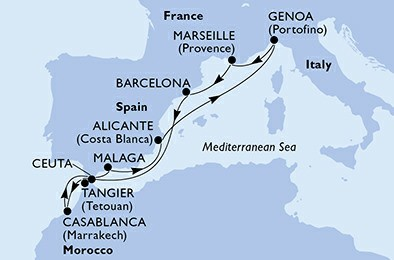 France
GENOA
(Portofino)
MARSEILLE
(Provence)
Italy
BARCELONA
Spain
ALICANTE
(Costa Blanca)
Mediterranean Sea
CEUTA
MALAGA
TANGIER
(Tetouan)
CASABLANCA
(Marrakech)
Morocco